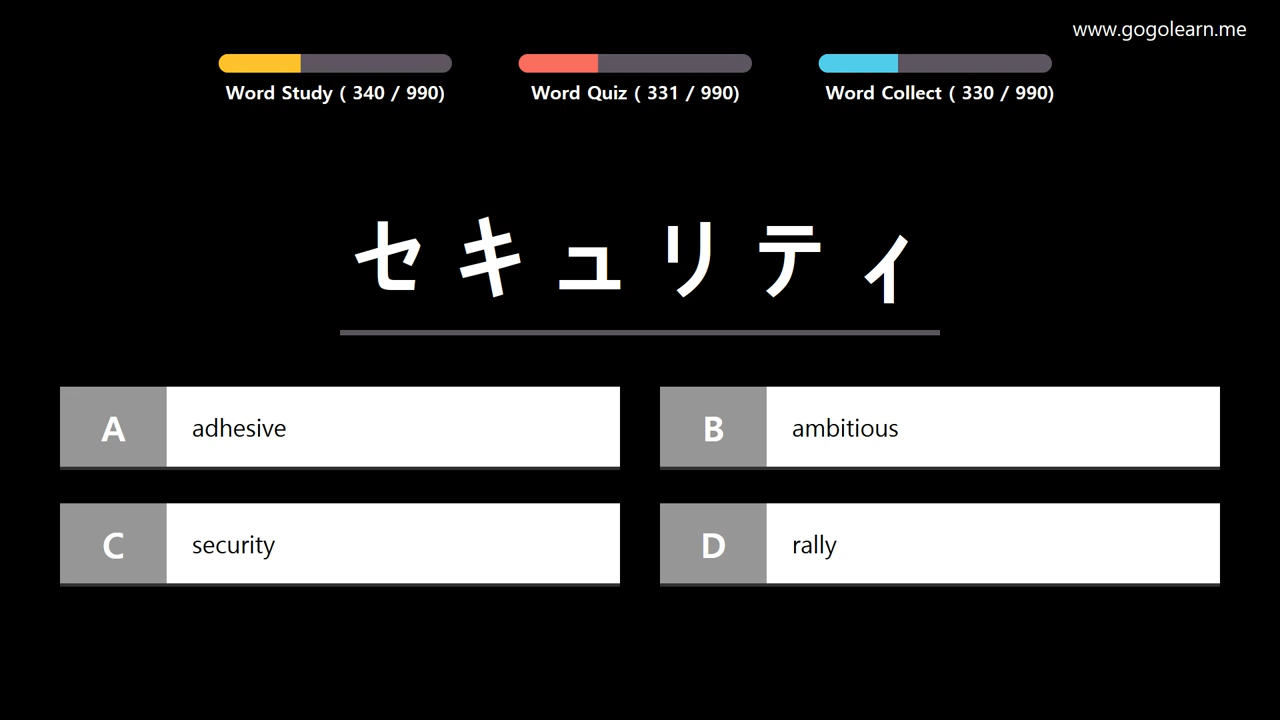 www.gogolearn.me
Word Study ( 340 / 990)
Word Quiz ( 331 / 990)
Word Collect ( 330 / 990)
セキュリティ
A adhesive
B ambitious
C security
D rally